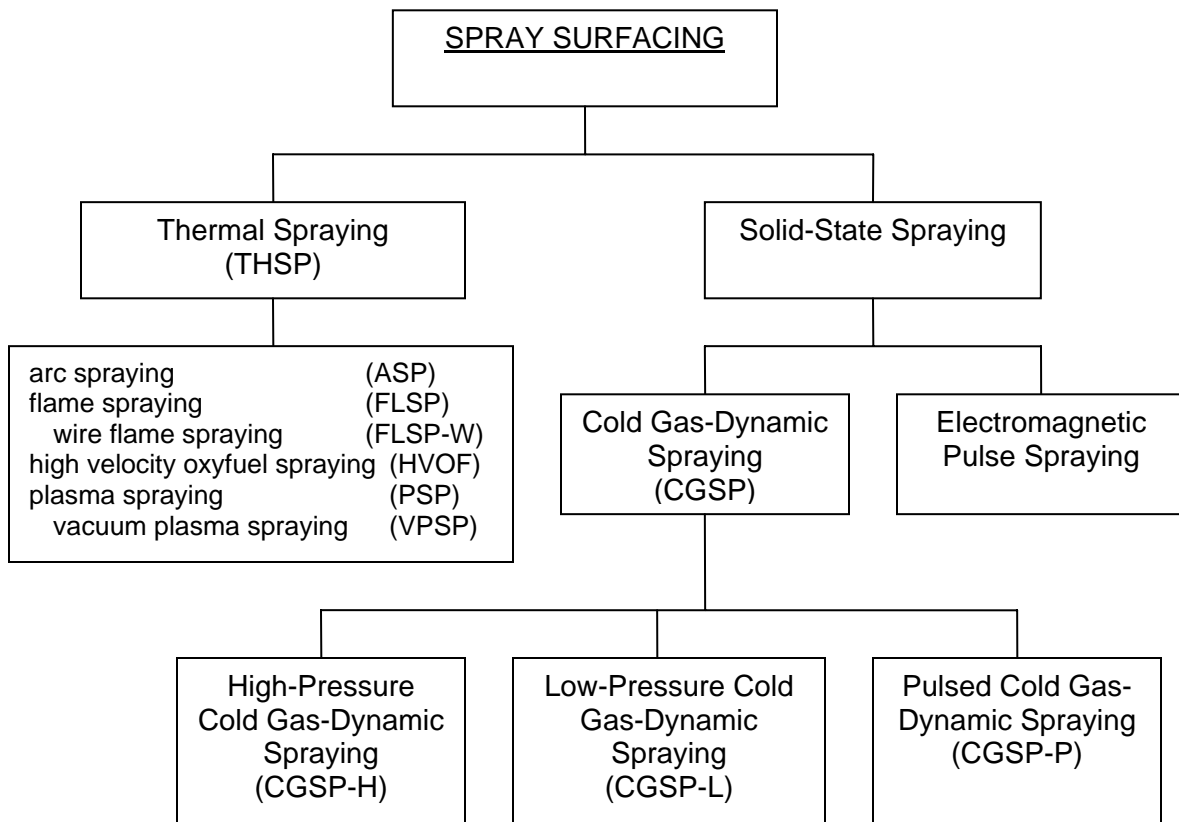 SPRAY SURFACING
Thermal Spraying
(THSP)
Solid-State Spraying
arc spraying (ASP)
flame spraying (FLSP)
wire flame spraying (FLSP-W)
high velocity oxyfuel spraying (HVOF)
plasma spraying (PSP)
vacuum plasma spraying (VPSP)
Cold Gas-Dynamic
Spraying
(CGSP)
Electromagnetic
Pulse Spraying
High-Pressure
Cold Gas-Dynamic
Spraying
(CGSP-H)
Low-Pressure Cold
Gas-Dynamic
Spraying
(CGSP-L)
Pulsed Cold Gas-
Dynamic Spraying
(CGSP-P)